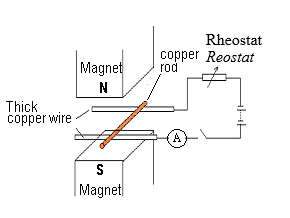 Rheostat
copper Reostat
rod
Magnet
N
Thick
copper wire
A
S
Magnet